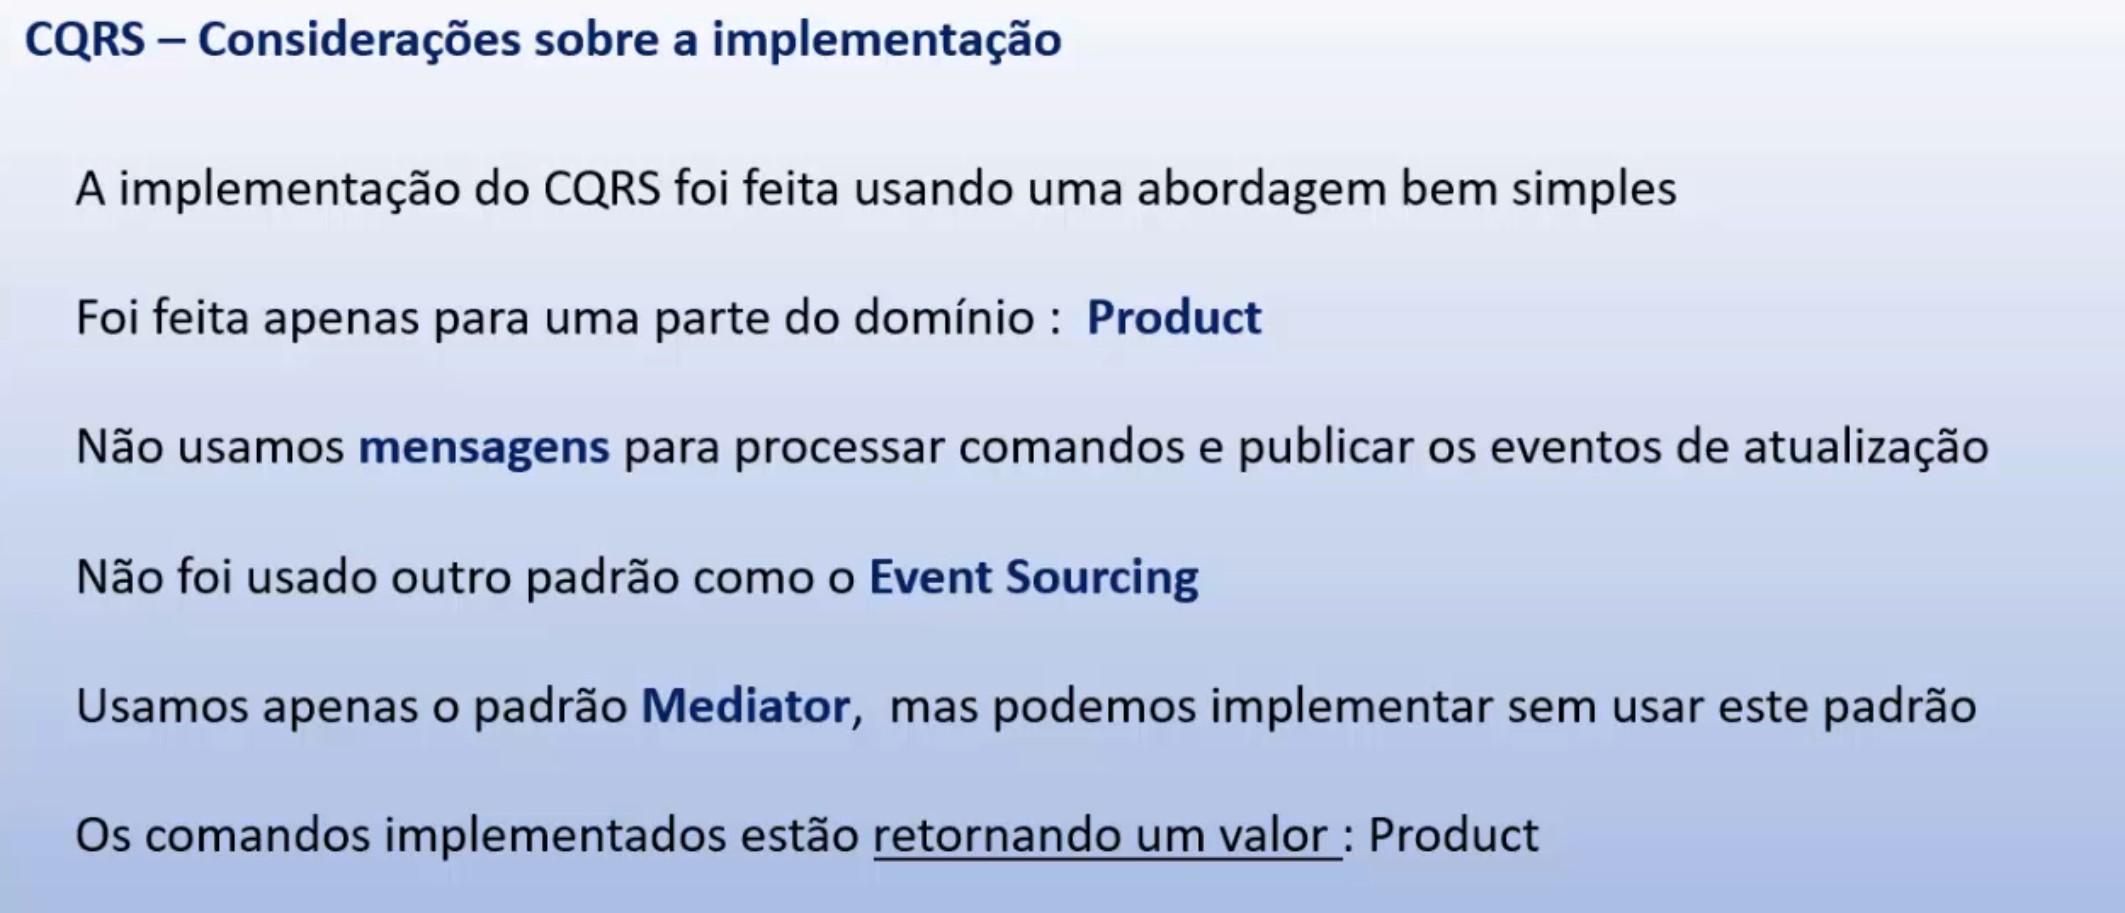 CQRS – Considerações sobre a implementação
A implementação do CQRS foi feita usando uma abordagem bem simples
Foi feita apenas para uma parte do domínio : Product
Não usamos mensagens para processar comandos e publicar os eventos de atualização
Não foi usado outro padrão como o Event Sourcing
Usamos apenas o padrão Mediator, mas podemos implementar sem usar este padrão
Os comandos implementados estão retornando um valor : Product